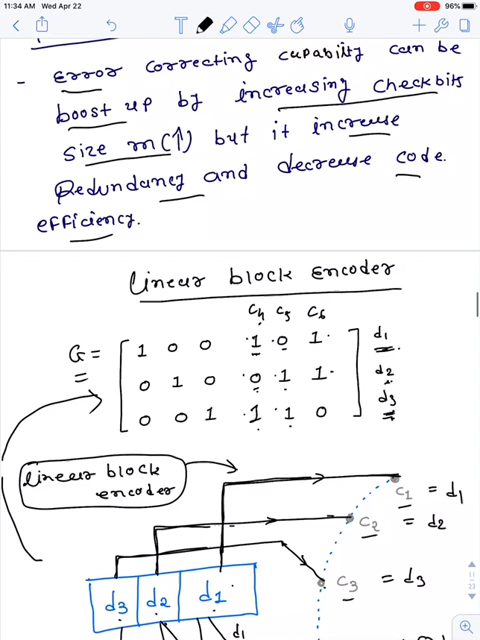 11:34 AM Wed Apr 22
96%
- Error correcting capability can be
boost up by increasing checkbits
size m(↑) but it increase
Redundancy and decrease code
efficiency.
Linear block encoder
C4 C5 C6
G = [ 1 0 0 1 0 1 ] d1
0 1 0 0 1 1 d2
0 0 1 1 1 0 d3
Linear block
encoder
C1 = d1
C2 = d2
C3 = d3
d3 d2 d1
d1